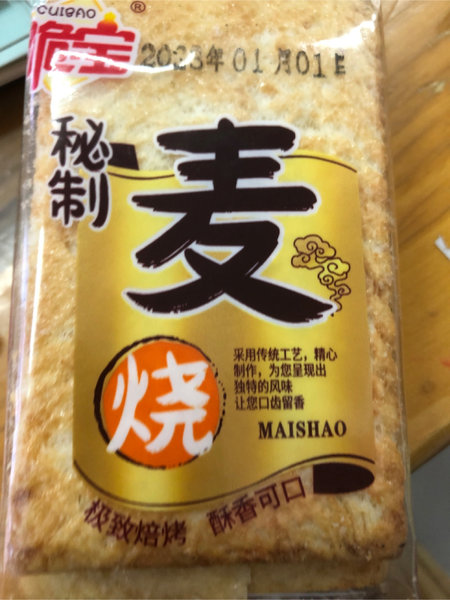 CUIBAO®
脆宝
2023年01月01日
秘制
麦
烧
采用传统工艺，精心
制作，为您呈现出
独特的风味
让您口齿留香
MAISHAO
极致焙烤 酥香可口